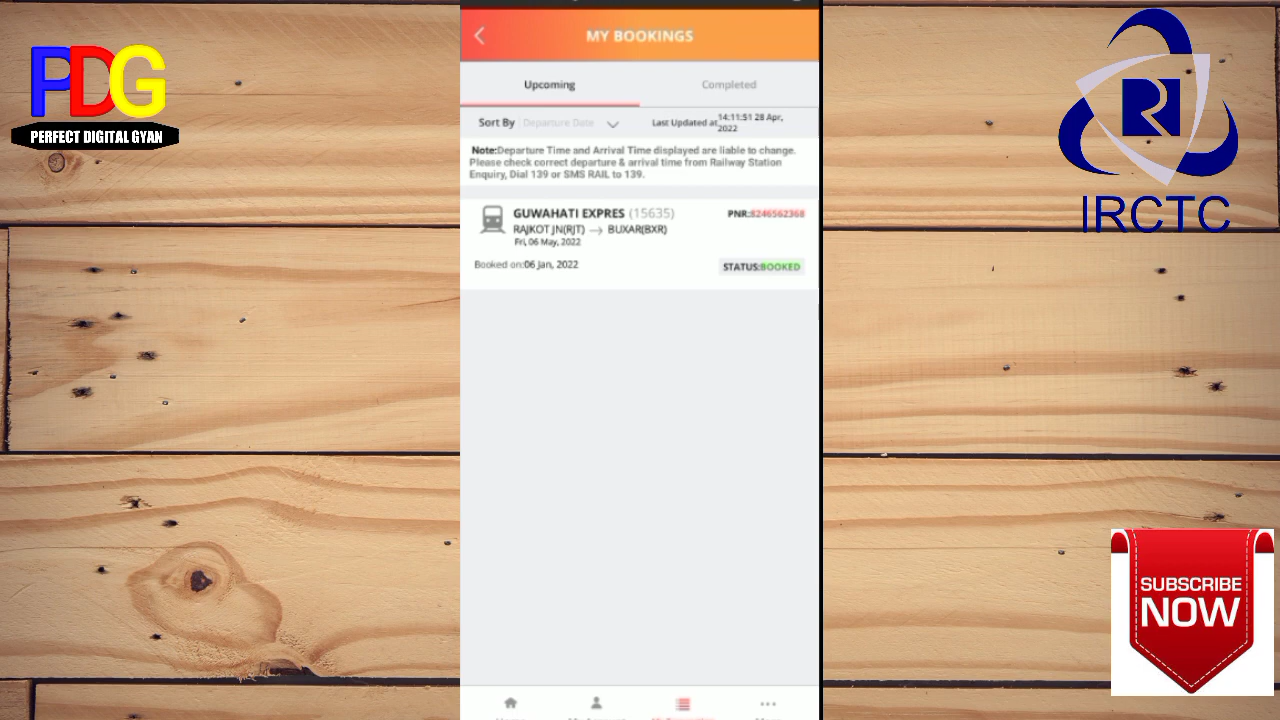 PDG
PERFECT DIGITAL GYAN
MY BOOKINGS
Upcoming
Completed
Sort By Departure Date
Last Updated at 14:11:51 28 Apr,
2022
Note:Departure Time and Arrival Time displayed are liable to change.
Please check correct departure & arrival time from Railway Station
Enquiry, Dial 139 or SMS RAIL to 139.
GUWAHATI EXPRES (15635)
PNR:8246562368
RAJKOT JN(RJT) → BUXAR(BXR)
Fri, 06 May, 2022
Booked on:06 Jan, 2022
STATUS:BOOKED
IRCTC
SUBSCRIBE
NOW